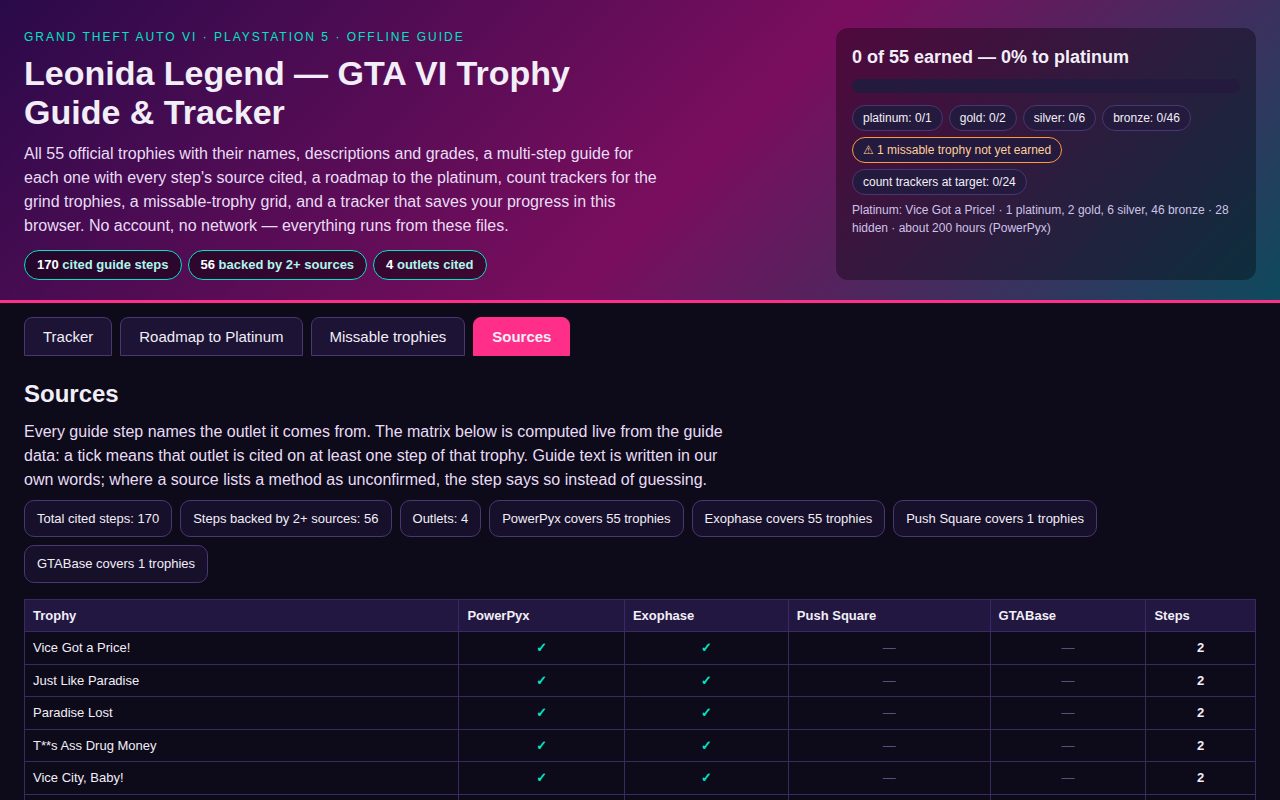 GRAND THEFT AUTO VI · PLAYSTATION 5 · OFFLINE GUIDE
Leonida Legend — GTA VI Trophy
Guide & Tracker
All 55 official trophies with their names, descriptions and grades, a multi-step guide for
each one with every step's source cited, a roadmap to the platinum, count trackers for the
grind trophies, a missable-trophy grid, and a tracker that saves your progress in this
browser. No account, no network — everything runs from these files.
170 cited guide steps 56 backed by 2+ sources 4 outlets cited
0 of 55 earned — 0% to platinum
platinum: 0/1 gold: 0/2 silver: 0/6 bronze: 0/46
⚠ 1 missable trophy not yet earned
count trackers at target: 0/24
Platinum: Vice Got a Price! · 1 platinum, 2 gold, 6 silver, 46 bronze · 28
hidden · about 200 hours (PowerPyx)
Tracker Roadmap to Platinum Missable trophies Sources
Sources
Every guide step names the outlet it comes from. The matrix below is computed live from the guide
data: a tick means that outlet is cited on at least one step of that trophy. Guide text is written in our
own words; where a source lists a method as unconfirmed, the step says so instead of guessing.
Total cited steps: 170 Steps backed by 2+ sources: 56 Outlets: 4 PowerPyx covers 55 trophies Exophase covers 55 trophies Push Square covers 1 trophies
GTABase covers 1 trophies
Trophy PowerPyx Exophase Push Square GTABase Steps
Vice Got a Price! ✓ ✓ — — 2
Just Like Paradise ✓ ✓ — — 2
Paradise Lost ✓ ✓ — — 2
T**s Ass Drug Money ✓ ✓ — — 2
Vice City, Baby! ✓ ✓ — — 2